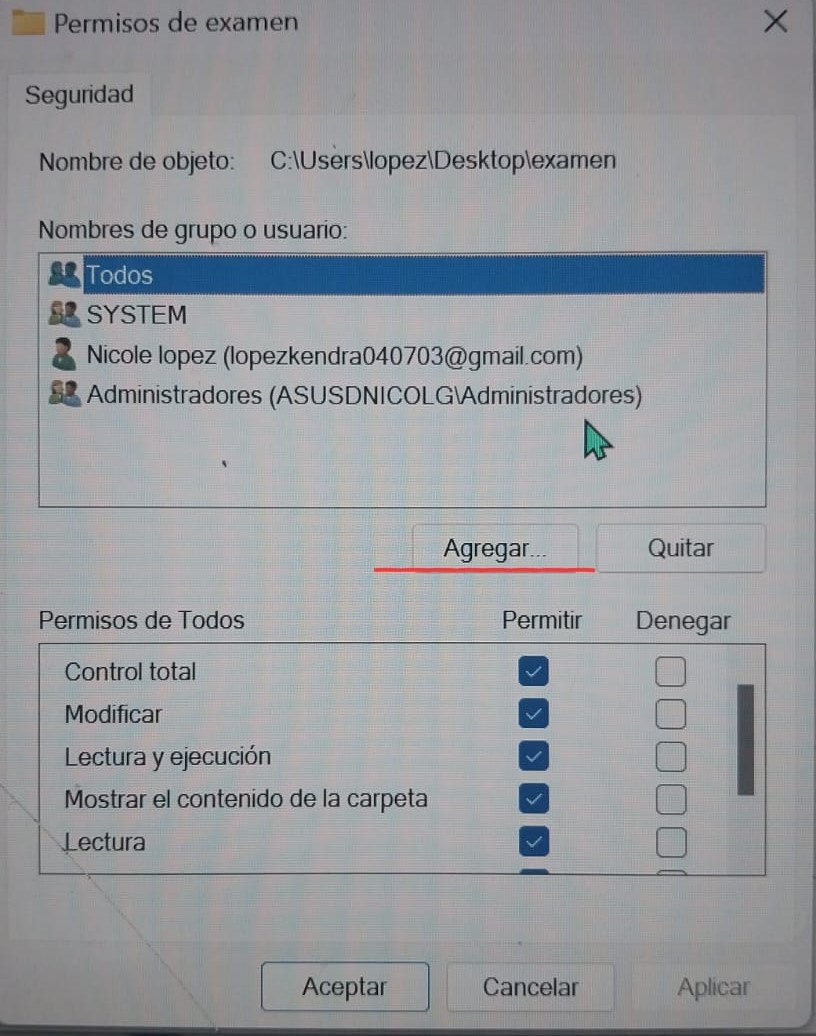 Permisos de examen
Seguridad
Nombre de objeto: C:\Users\lopez\Desktop\examen
Nombres de grupo o usuario:
Todos
SYSTEM
Nicole lopez (lopezkendra040703@gmail.com)
Administradores (ASUSDNICOLG\Administradores)
Agregar... Quitar
Permisos de Todos Permitir Denegar
Control total
Modificar
Lectura y ejecución
Mostrar el contenido de la carpeta
Lectura
Aceptar Cancelar Aplicar